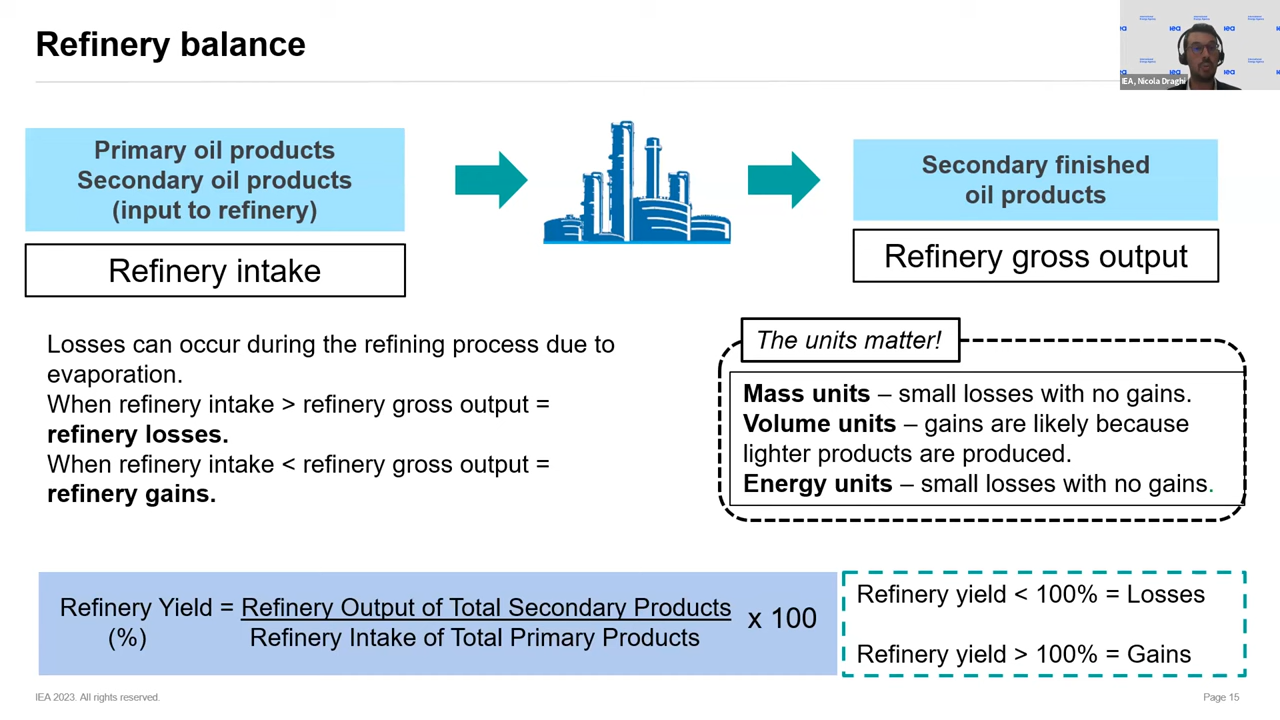 Refinery balance
iea
iea
iea
iea
IEA, Nicola Draghi
Primary oil products
Secondary oil products
(input to refinery)
Refinery intake
Secondary finished
oil products
Refinery gross output
Losses can occur during the refining process due to
evaporation.
When refinery intake > refinery gross output =
refinery losses.
When refinery intake < refinery gross output =
refinery gains.
The units matter!
Mass units – small losses with no gains.
Volume units – gains are likely because
lighter products are produced.
Energy units – small losses with no gains.
Refinery Yield = Refinery Output of Total Secondary Products
(%) Refinery Intake of Total Primary Products
x 100
Refinery yield < 100% = Losses
Refinery yield > 100% = Gains
IEA 2023. All rights reserved.
Page 15